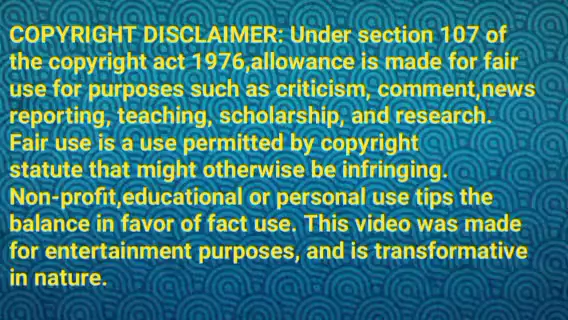 COPYRIGHT DISCLAIMER: Under section 107 of
the copyright act 1976,allowance is made for fair
use for purposes such as criticism, comment,news
reporting, teaching, scholarship, and research.
Fair use is a use permitted by copyright
statute that might otherwise be infringing.
Non-profit,educational or personal use tips the
balance in favor of fact use. This video was made
for entertainment purposes, and is transformative
in nature.